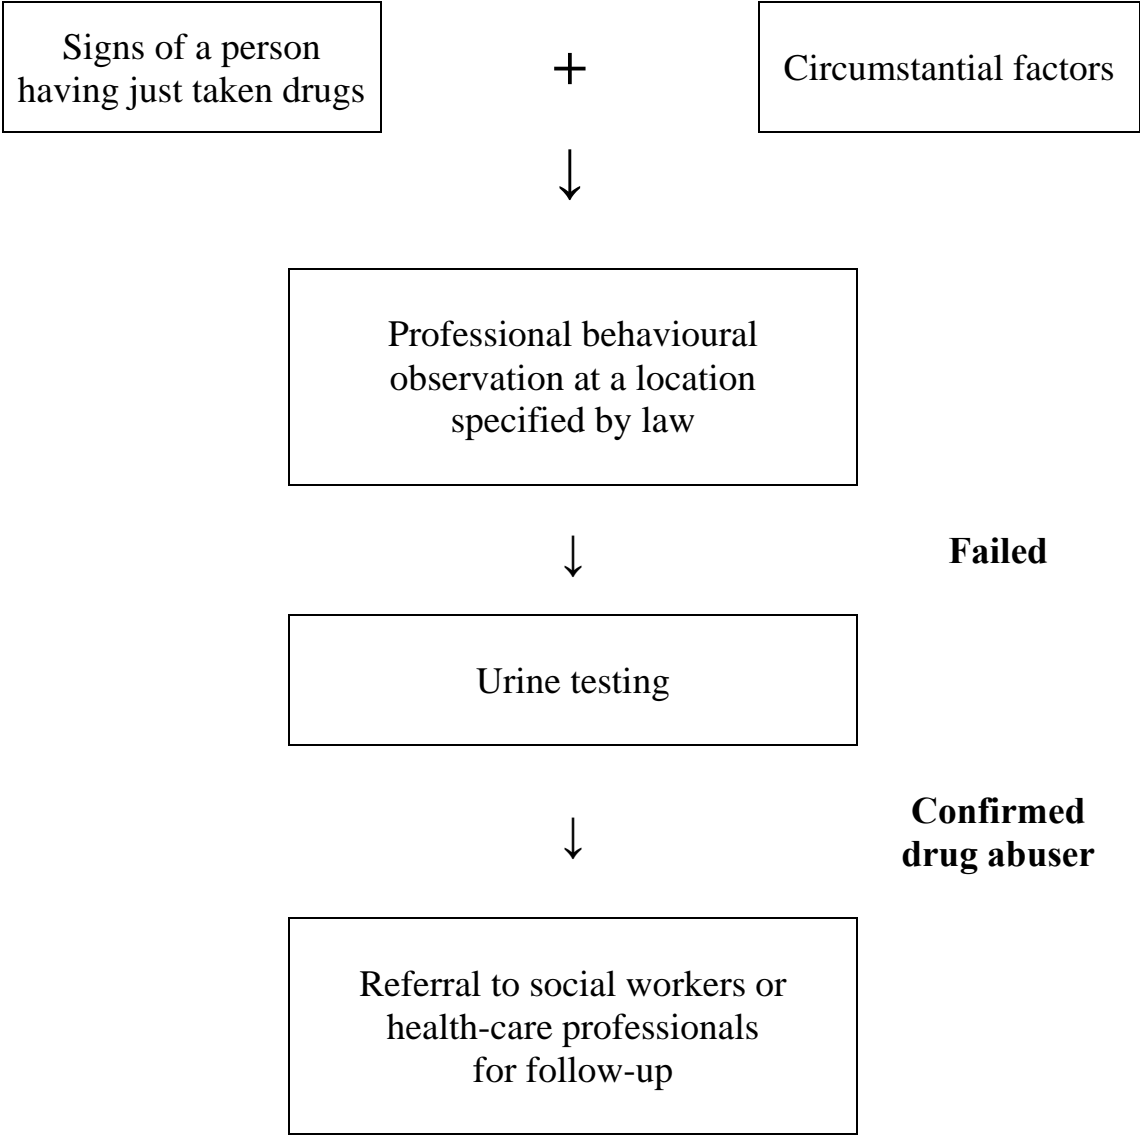 Signs of a person
having just taken drugs
+
Circumstantial factors
↓
Professional behavioural
observation at a location
specified by law
↓
Failed
Urine testing
↓
Confirmed
drug abuser
Referral to social workers or
health-care professionals
for follow-up